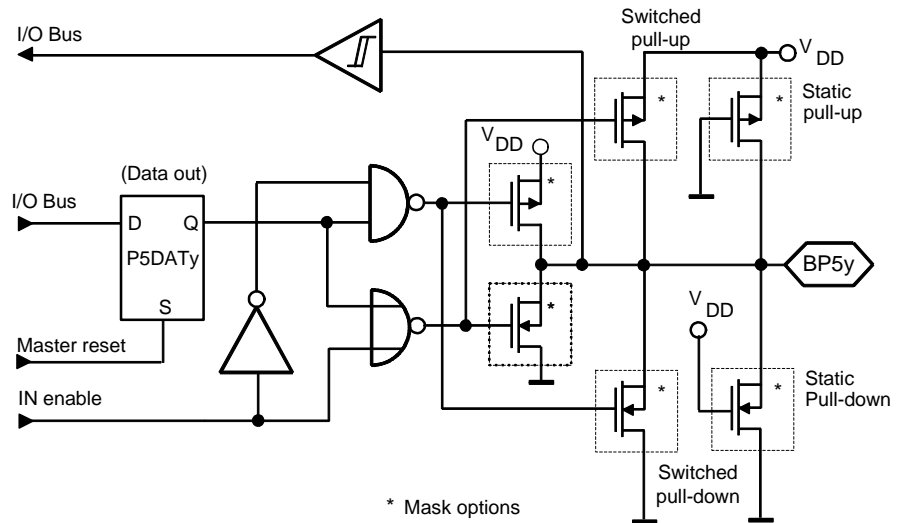 I/O Bus
Switched
pull-up
V DD
Static
pull-up
*
*
V DD
*
(Data out)
I/O Bus
D
Q
P5DATy
S
BP5y
V DD
*
Master reset
IN enable
*
*
Static
Pull-down
Switched
pull-down
* Mask options